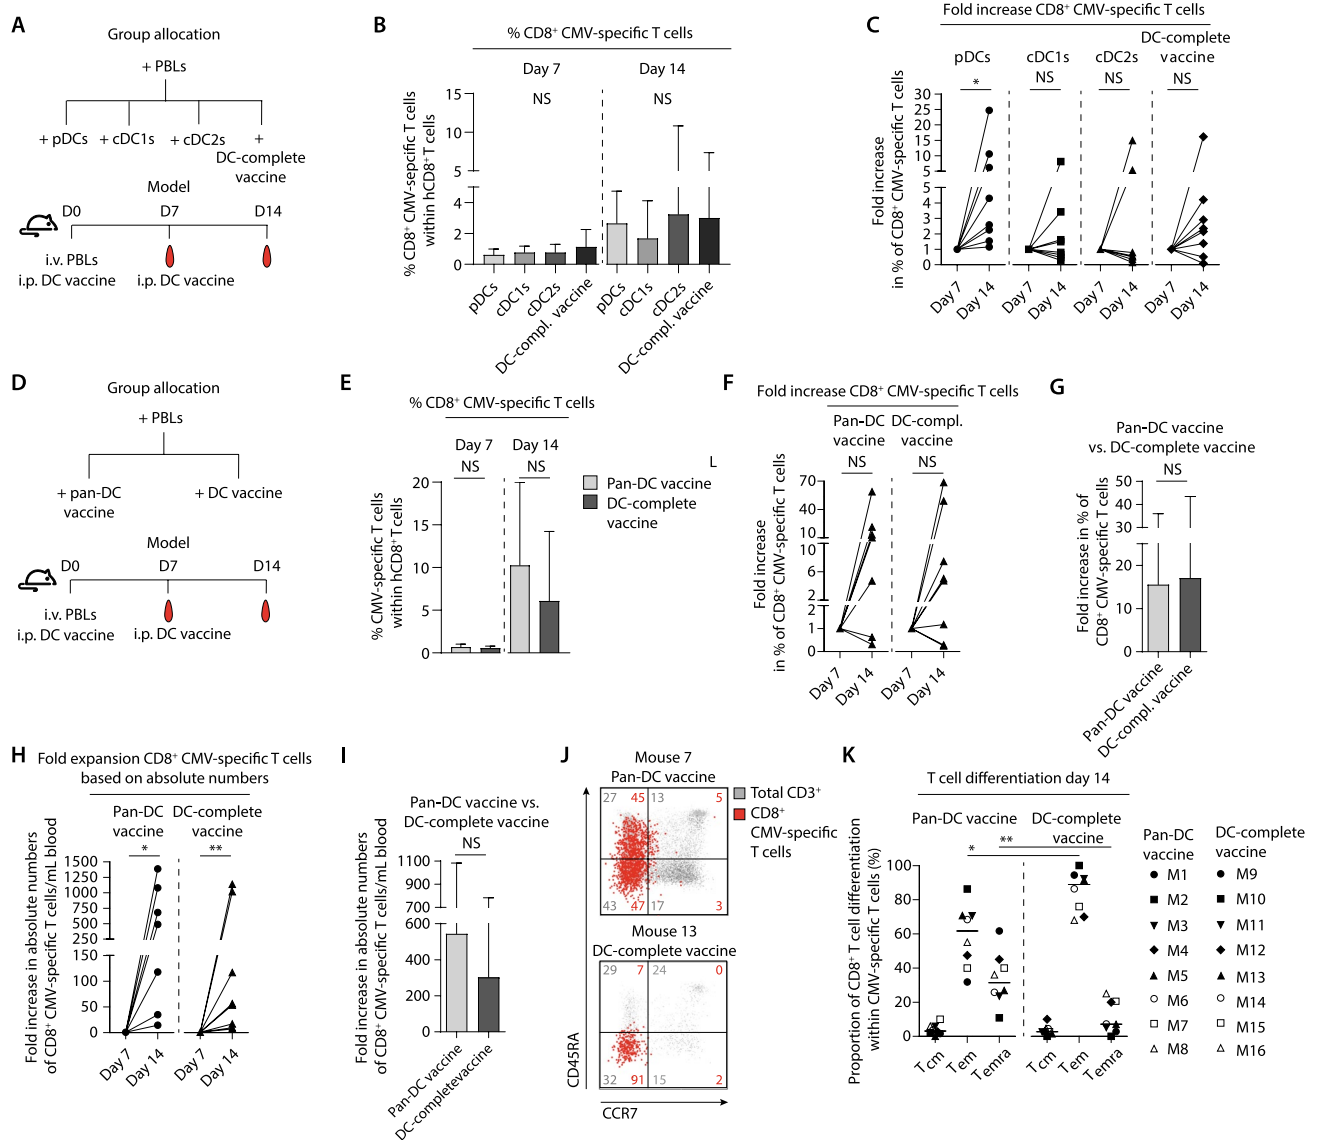 A
Group allocation
+ PBLs
+ pDCs
+ cDC1s
+ cDC2s
+
DC-complete
vaccine
Model
D0
D7
D14
i.v. PBLs
i.p. DC vaccine
i.p. DC vaccine
B
% CD8+ CMV-specific T cells
Day 7
Day 14
NS
NS
% CD8+ CMV-sepcific T cells
within hCD8+ T cells
15
10
5
4
2
0
pDCs
cDC1s
cDC2s
DC-compl. vaccine
pDCs
cDC1s
cDC2s
DC-compl. vaccine
C
Fold increase CD8+ CMV-specific T cells
pDCs
cDC1s
cDC2s
DC-complete
vaccine
*
NS
NS
NS
Fold increase
in % of CD8+ CMV-specific T cells
30
25
20
15
10
5
5
4
3
2
1
0
Day 7
Day 14
Day 7
Day 14
Day 7
Day 14
Day 7
Day 14
D
Group allocation
+ PBLs
+ pan-DC
vaccine
+ DC vaccine
Model
D0
D7
D14
i.v. PBLs
i.p. DC vaccine
i.p. DC vaccine
E
% CD8+ CMV-specific T cells
Day 7
Day 14
NS
NS
% CMV-specific T cells
within hCD8+ T cells
20
15
10
5
0
L
Pan-DC vaccine
DC-complete
vaccine
F
Fold increase CD8+ CMV-specific T cells
Pan-DC
vaccine
DC-compl.
vaccine
NS
NS
Fold increase
in % of CD8+ CMV-specific T cells
70
40
10
10
6
2
2
1
0
Day 7
Day 14
Day 7
Day 14
G
Pan-DC vaccine
vs. DC-complete vaccine
NS
Fold increase in % of
CD8+ CMV-specific T cells
50
40
30
20
10
0
Pan-DC vaccine
DC-compl. vaccine
H
Fold expansion CD8+ CMV-specific T cells
based on absolute numbers
Pan-DC
vaccine
DC-complete
vaccine
*
**
Fold increase in absolute numbers
of CD8+ CMV-specific T cells/mL blood
1500
1250
1000
750
500
250
150
100
50
0
Day 7
Day 14
Day 7
Day 14
I
Pan-DC vaccine vs.
DC-complete vaccine
NS
Fold increase in absolute numbers
of CD8+ CMV-specific T cells/mL blood
1100
900
700
600
400
200
0
Pan-DC vaccine
DC-completevaccine
J
Mouse 7
Pan-DC vaccine
27
45
13
5
43
47
17
3
Total CD3+
CD8+
CMV-specific
T cells
Mouse 13
DC-complete vaccine
29
7
24
0
32
91
15
2
CD45RA
CCR7
K
T cell differentiation day 14
Pan-DC vaccine
DC-complete
vaccine
*
**
Proportion of CD8+ T cell differentiation
within CMV-specific T cells (%)
100
80
60
40
20
0
Tcm
Tem
Temra
Tcm
Tem
Temra
Pan-DC
vaccine
DC-complete
vaccine
M1
M9
M2
M10
M3
M11
M4
M12
M5
M13
M6
M14
M7
M15
M8
M16